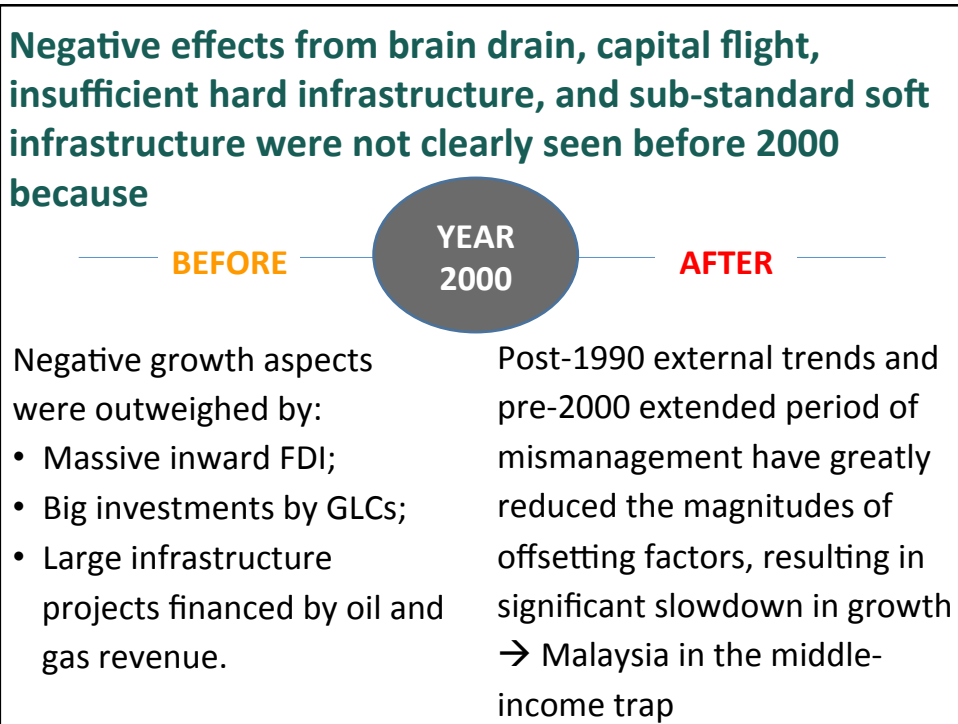 Negative effects from brain drain, capital flight,
insufficient hard infrastructure, and sub-standard soft
infrastructure were not clearly seen before 2000
because
YEAR
2000
BEFORE
AFTER
Negative growth aspects
were outweighed by:
• Massive inward FDI;
• Big investments by GLCs;
• Large infrastructure
projects financed by oil and
gas revenue.
Post-1990 external trends and
pre-2000 extended period of
mismanagement have greatly
reduced the magnitudes of
offsetting factors, resulting in
significant slowdown in growth
→ Malaysia in the middle-
income trap